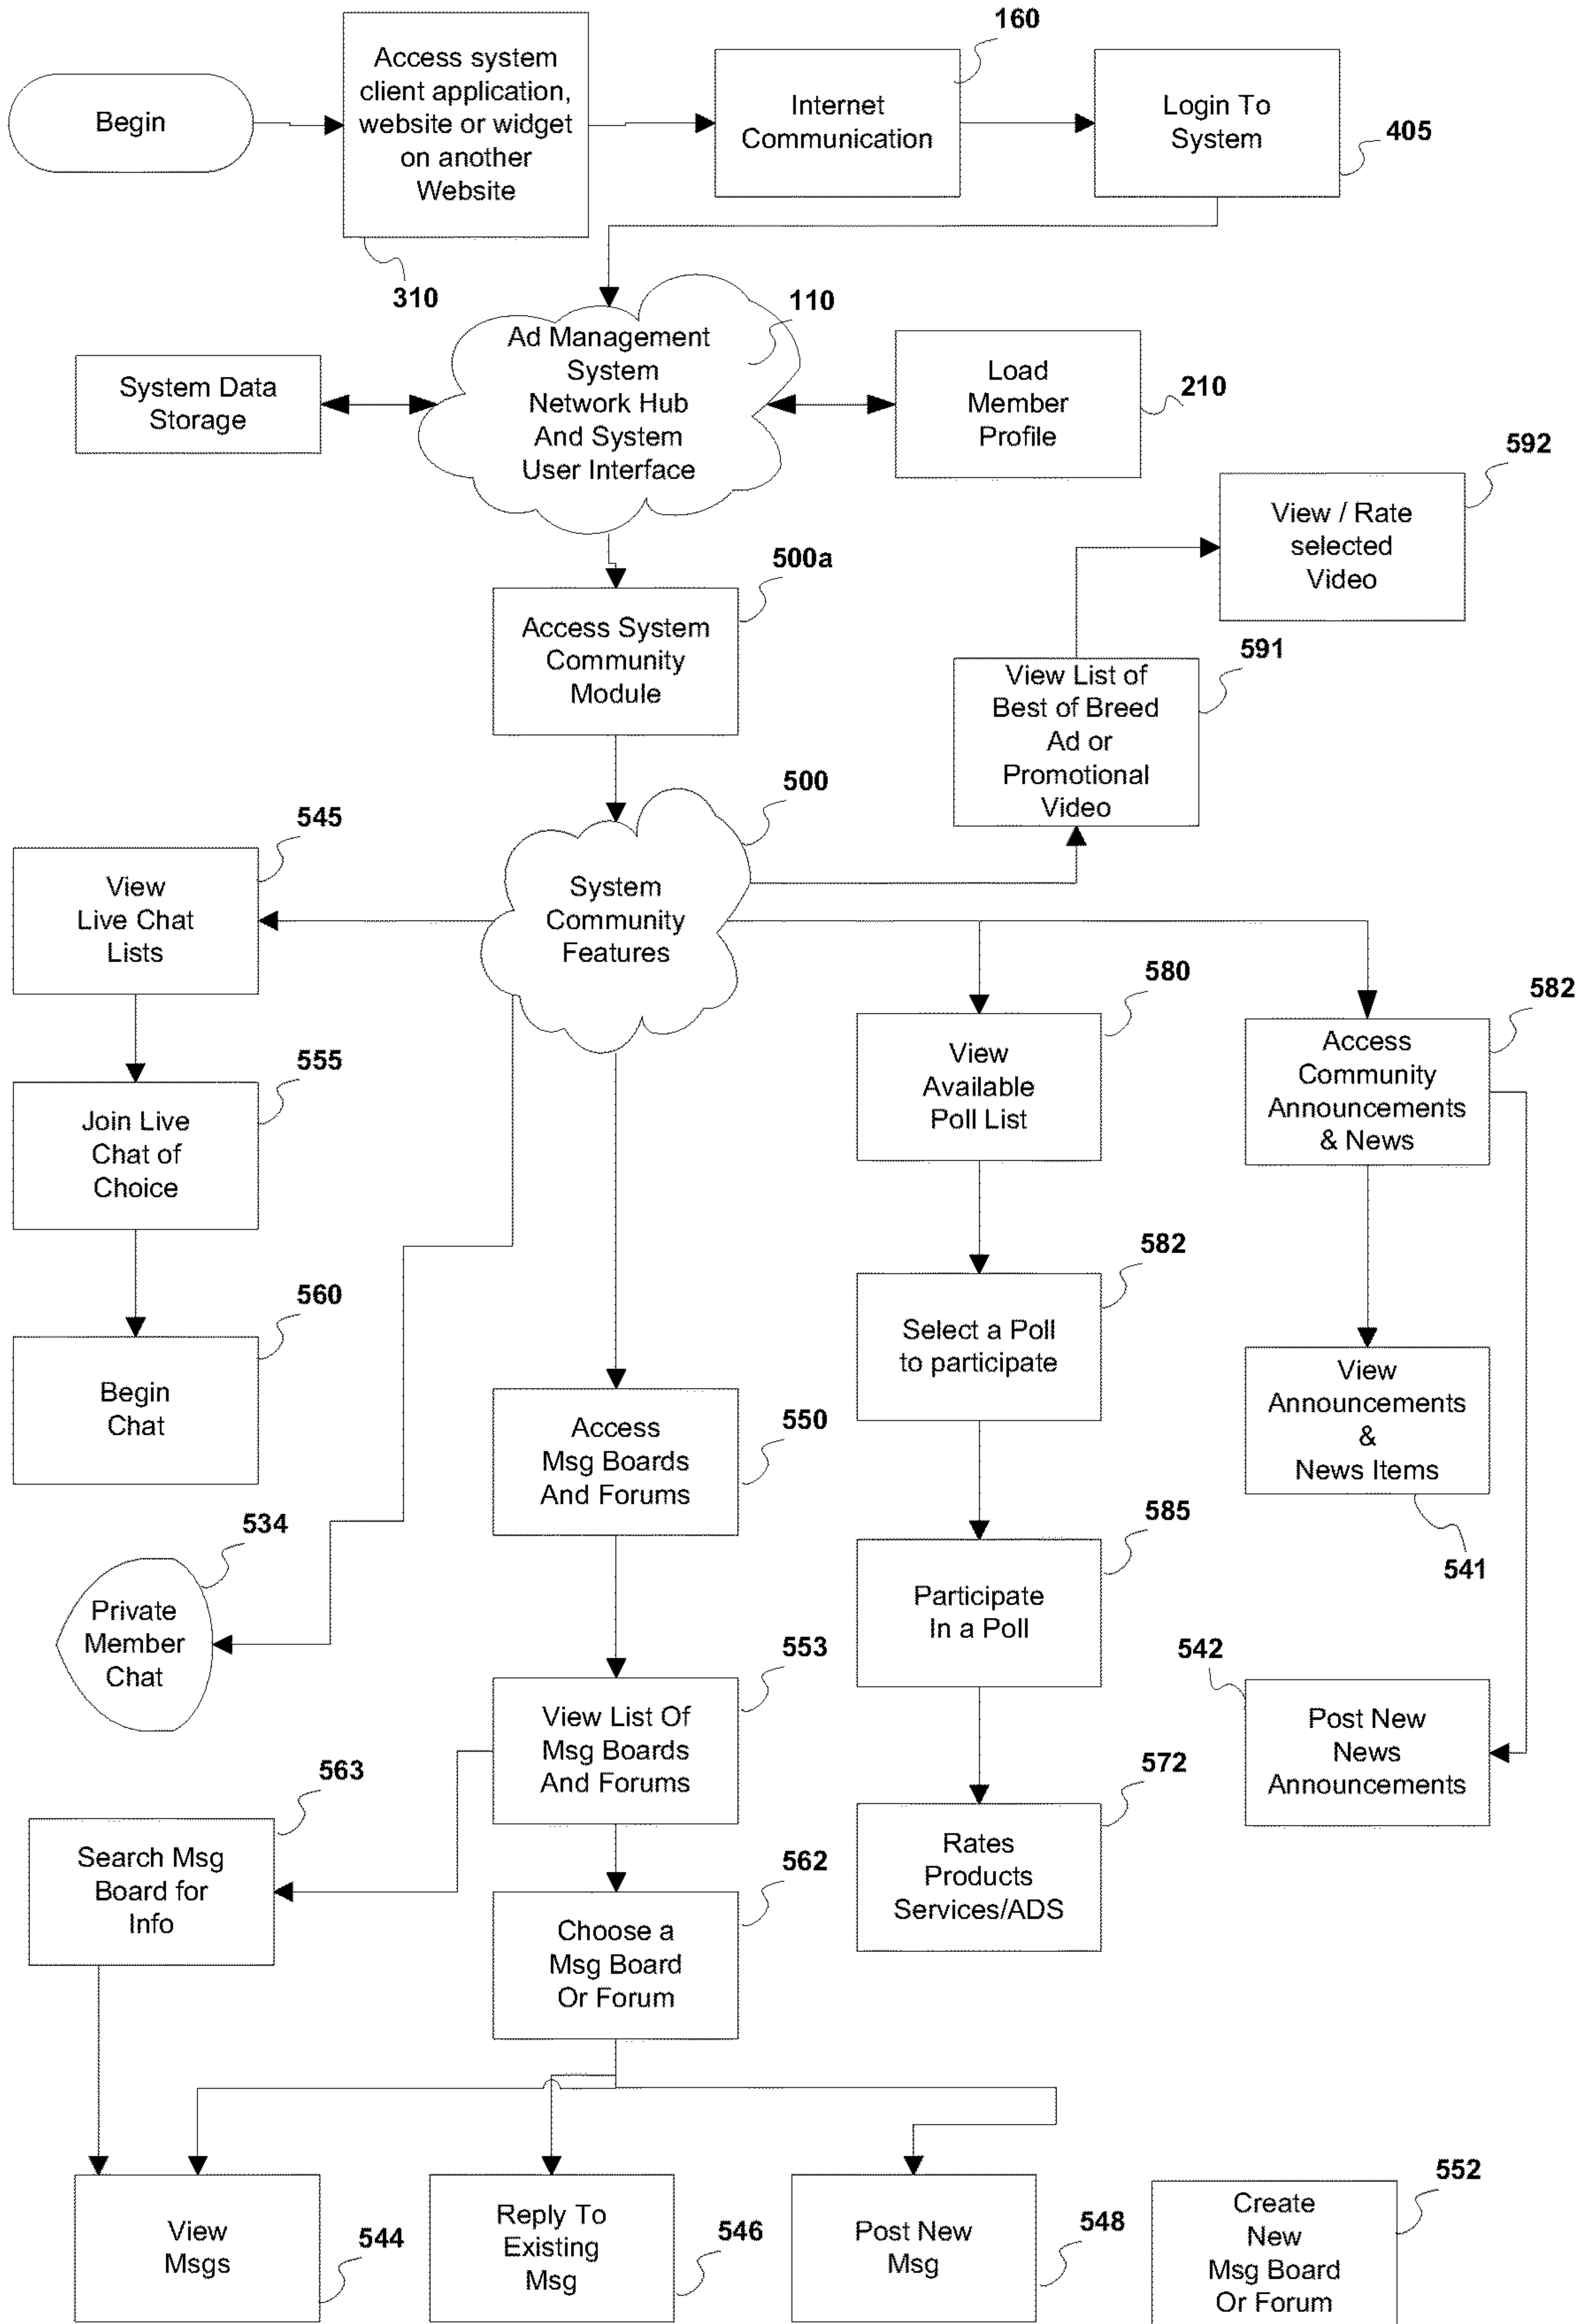 160
Begin
Access system
client application,
website or widget
on another
Website
Internet
Communication
Login To
System
405
310
110
Ad Management
System
Network Hub
And System
User Interface
System Data
Storage
Load
Member
Profile
210
592
View / Rate
selected
Video
500a
Access System
Community
Module
591
View List of
Best of Breed
Ad or
Promotional
Video
500
545
View
Live Chat
Lists
System
Community
Features
580
582
View
Available
Poll List
Access
Community
Announcements
& News
555
Join Live
Chat of
Choice
582
Select a Poll
to participate
560
Begin
Chat
View
Announcements
&
News Items
541
Access
Msg Boards
And Forums
550
534
Private
Member
Chat
585
Participate
In a Poll
553
View List Of
Msg Boards
And Forums
542
Post New
News
Announcements
563
Search Msg
Board for
Info
572
Rates
Products
Services/ADS
562
Choose a
Msg Board
Or Forum
View
Msgs
544
Reply To
Existing
Msg
546
Post New
Msg
548
552
Create
New
Msg Board
Or Forum